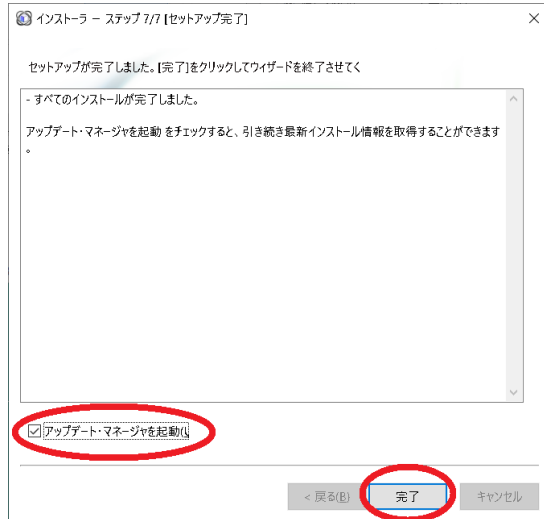 インストーラ － ステップ 7/7 [セットアップ完了]
セットアップが完了しました。[完了]をクリックしてウィザードを終了させてく
- すべてのインストールが完了しました。
アップデート・マネージャを起動 をチェックすると、引き続き最新インストール情報を取得することができます
。
アップデート・マネージャを起動(
< 戻る(B)
完了
キャンセル